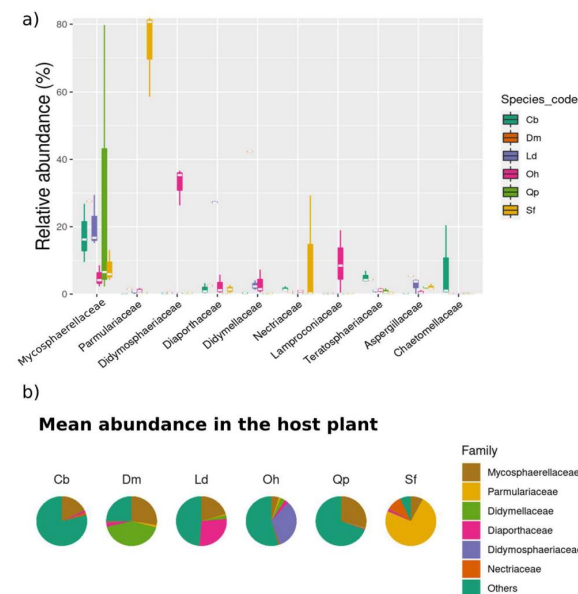 a)
Relative abundance (%)
80
60
40
20
0
Mycosphaerellaceae
Parmulariaceae
Didymosphaeriaceae
Diaporthaceae
Didymellaceae
Nectriaceae
Lamproconiaceae
Teratosphaeriaceae
Aspergillaceae
Chaetomellaceae
Species_code
Cb
Dm
Ld
Oh
Qp
Sf
b)
Mean abundance in the host plant
Cb Dm Ld Oh Qp Sf
Family
Mycosphaerellaceae
Parmulariaceae
Didymellaceae
Diaporthaceae
Didymosphaeriaceae
Nectriaceae
Others